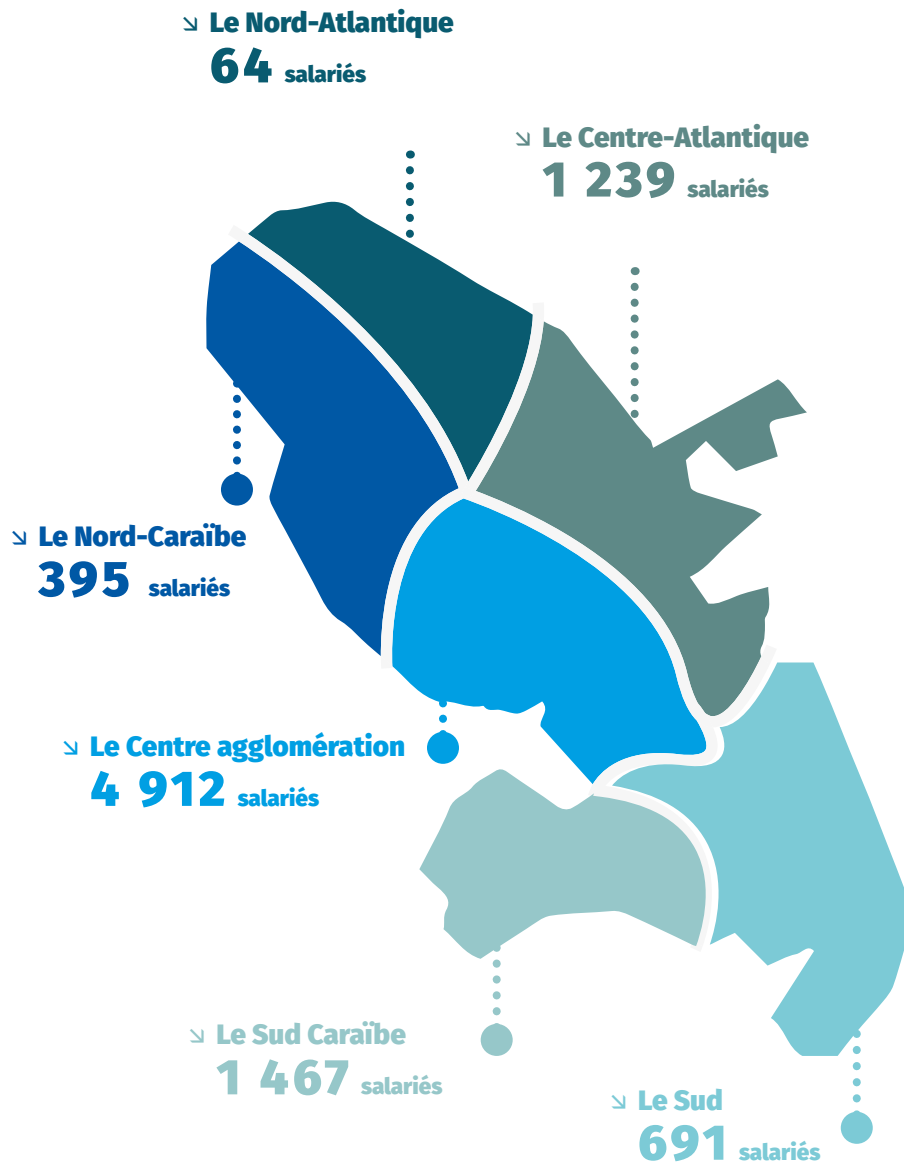 Le Nord-Atlantique
64 salariés
Le Centre-Atlantique
1 239 salariés
Le Nord-Caraïbe
395 salariés
Le Centre agglomération
4 912 salariés
Le Sud Caraïbe
1 467 salariés
Le Sud
691 salariés